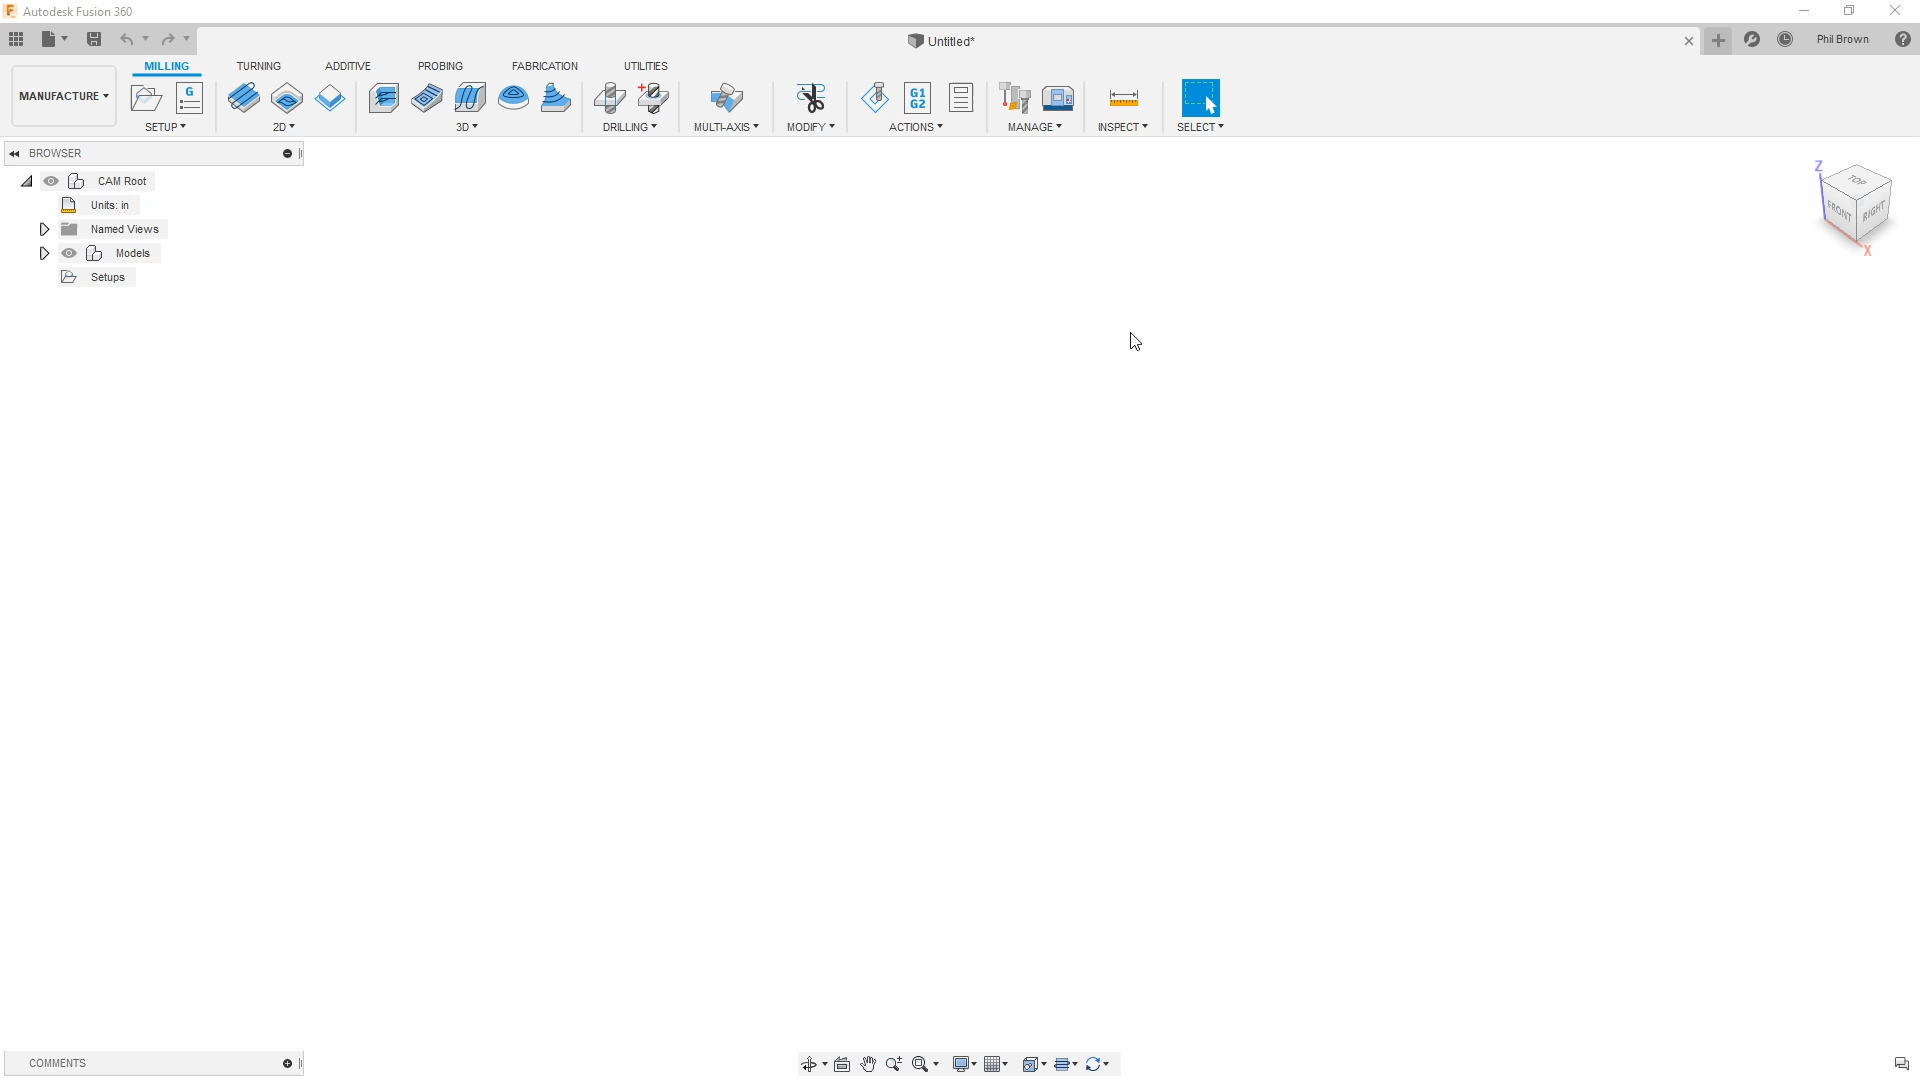 Autodesk Fusion 360
Untitled*
Phil Brown
MILLING TURNING ADDITIVE PROBING FABRICATION UTILITIES
MANUFACTURE
G
G1
G2
SETUP 2D 3D DRILLING MULTI-AXIS MODIFY ACTIONS MANAGE INSPECT SELECT
BROWSER
CAM Root
Units: in
Named Views
Models
Setups
Z
TOP
FRONT RIGHT
X
COMMENTS